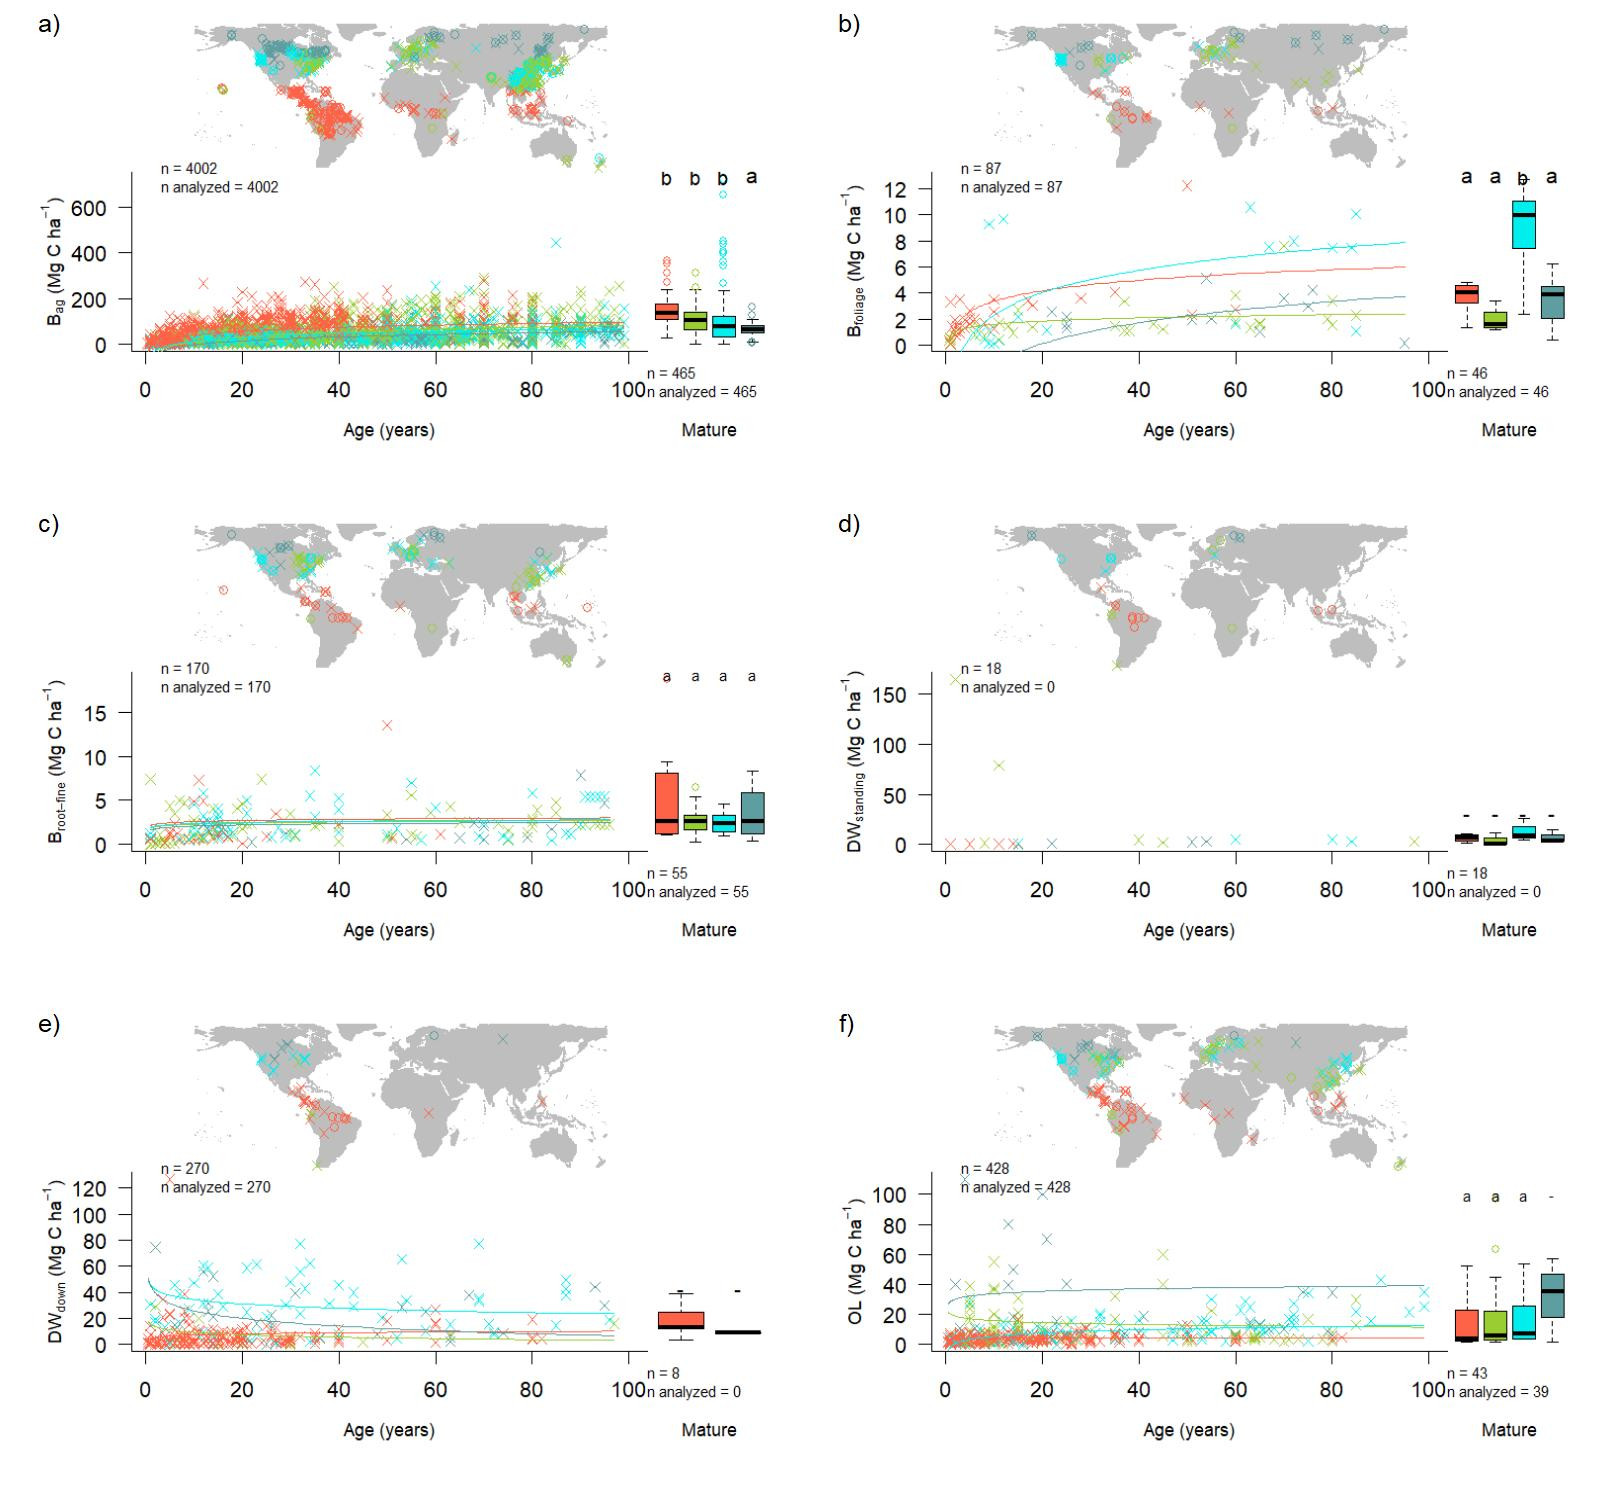 a)
n = 4002
n analyzed = 4002
b b b a
Bag (Mg C ha−1)
600
400
200
0
0 20 40 60 80 100
n = 465
n analyzed = 465
Age (years)
Mature
b)
n = 87
n analyzed = 87
a a b a
Bfoliage (Mg C ha−1)
12
10
8
6
4
2
0
0 20 40 60 80 100
n = 46
n analyzed = 46
Age (years)
Mature
c)
n = 170
n analyzed = 170
a a a a
Broot−fine (Mg C ha−1)
15
10
5
0
0 20 40 60 80 100
n = 55
n analyzed = 55
Age (years)
Mature
d)
n = 18
n analyzed = 0
- - - -
DWstanding (Mg C ha−1)
150
100
50
0
0 20 40 60 80 100
n = 18
n analyzed = 0
Age (years)
Mature
e)
n = 270
n analyzed = 270
- -
DWdown (Mg C ha−1)
120
100
80
60
40
20
0
0 20 40 60 80 100
n = 8
n analyzed = 0
Age (years)
Mature
f)
n = 428
n analyzed = 428
a a a -
OL (Mg C ha−1)
100
80
60
40
20
0
0 20 40 60 80 100
n = 43
n analyzed = 39
Age (years)
Mature